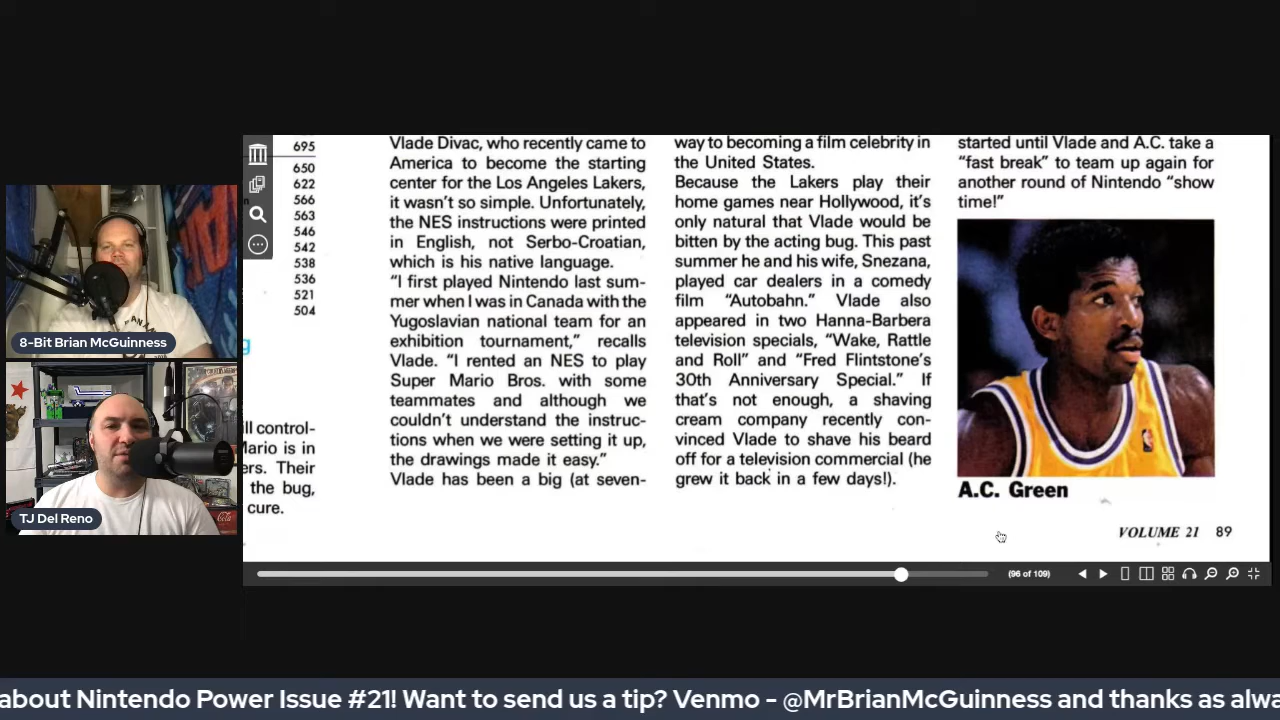 8-Bit Brian McGuinness
TJ Del Reno
695
650
622
566
563
546
542
538
536
521
504
g
ll control-
Mario is in
ers. Their
the bug,
cure.
Vlade Divac, who recently came to
America to become the starting
center for the Los Angeles Lakers,
it wasn't so simple. Unfortunately,
the NES instructions were printed
in English, not Serbo-Croatian,
which is his native language.
"I first played Nintendo last sum-
mer when I was in Canada with the
Yugoslavian national team for an
exhibition tournament," recalls
Vlade. "I rented an NES to play
Super Mario Bros. with some
teammates and although we
couldn't understand the instruc-
tions when we were setting it up,
the drawings made it easy."
Vlade has been a big (at seven-
way to becoming a film celebrity in
the United States.
Because the Lakers play their
home games near Hollywood, it's
only natural that Vlade would be
bitten by the acting bug. This past
summer he and his wife, Snezana,
played car dealers in a comedy
film "Autobahn." Vlade also
appeared in two Hanna-Barbera
television specials, "Wake, Rattle
and Roll" and "Fred Flintstone's
30th Anniversary Special." If
that's not enough, a shaving
cream company recently con-
vinced Vlade to shave his beard
off for a television commercial (he
grew it back in a few days!).
started until Vlade and A.C. take a
"fast break" to team up again for
another round of Nintendo "show
time!"
A.C. Green
VOLUME 21 89
(96 of 109)
about Nintendo Power Issue #21! Want to send us a tip? Venmo - @MrBrianMcGuinness and thanks as alwa